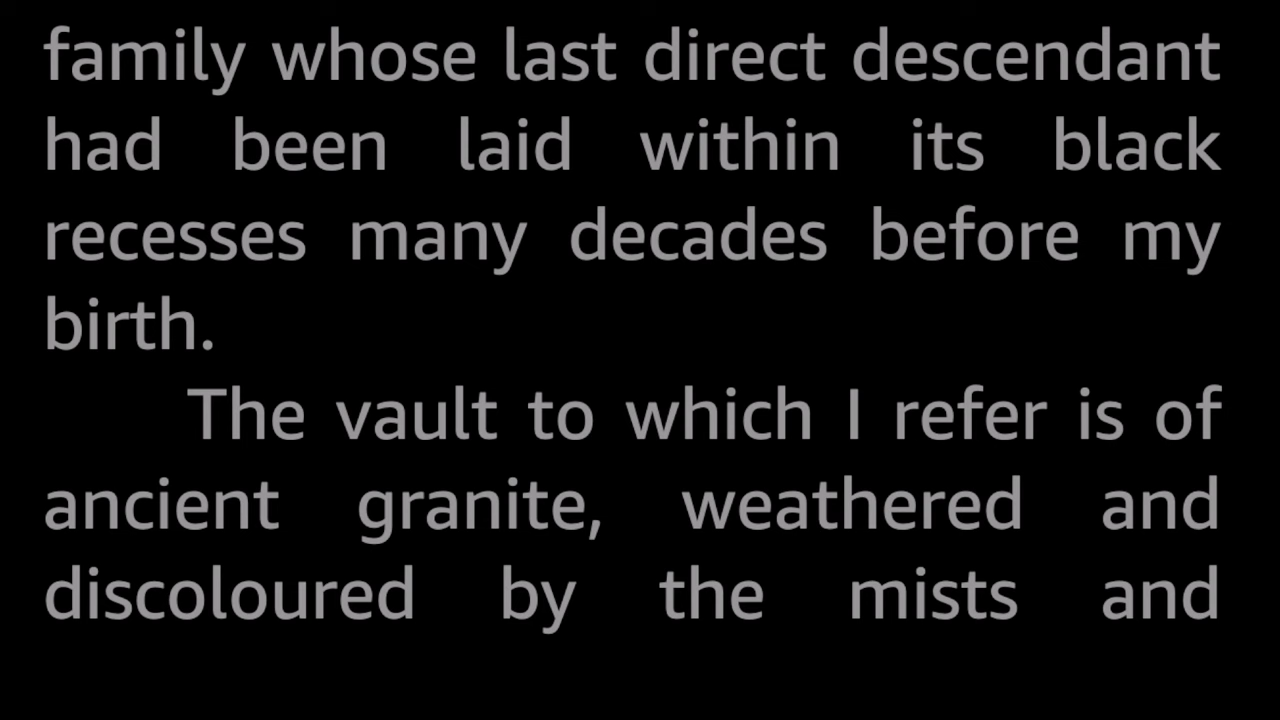 family whose last direct descendant
had been laid within its black
recesses many decades before my
birth.
The vault to which I refer is of
ancient granite, weathered and
discoloured by the mists and